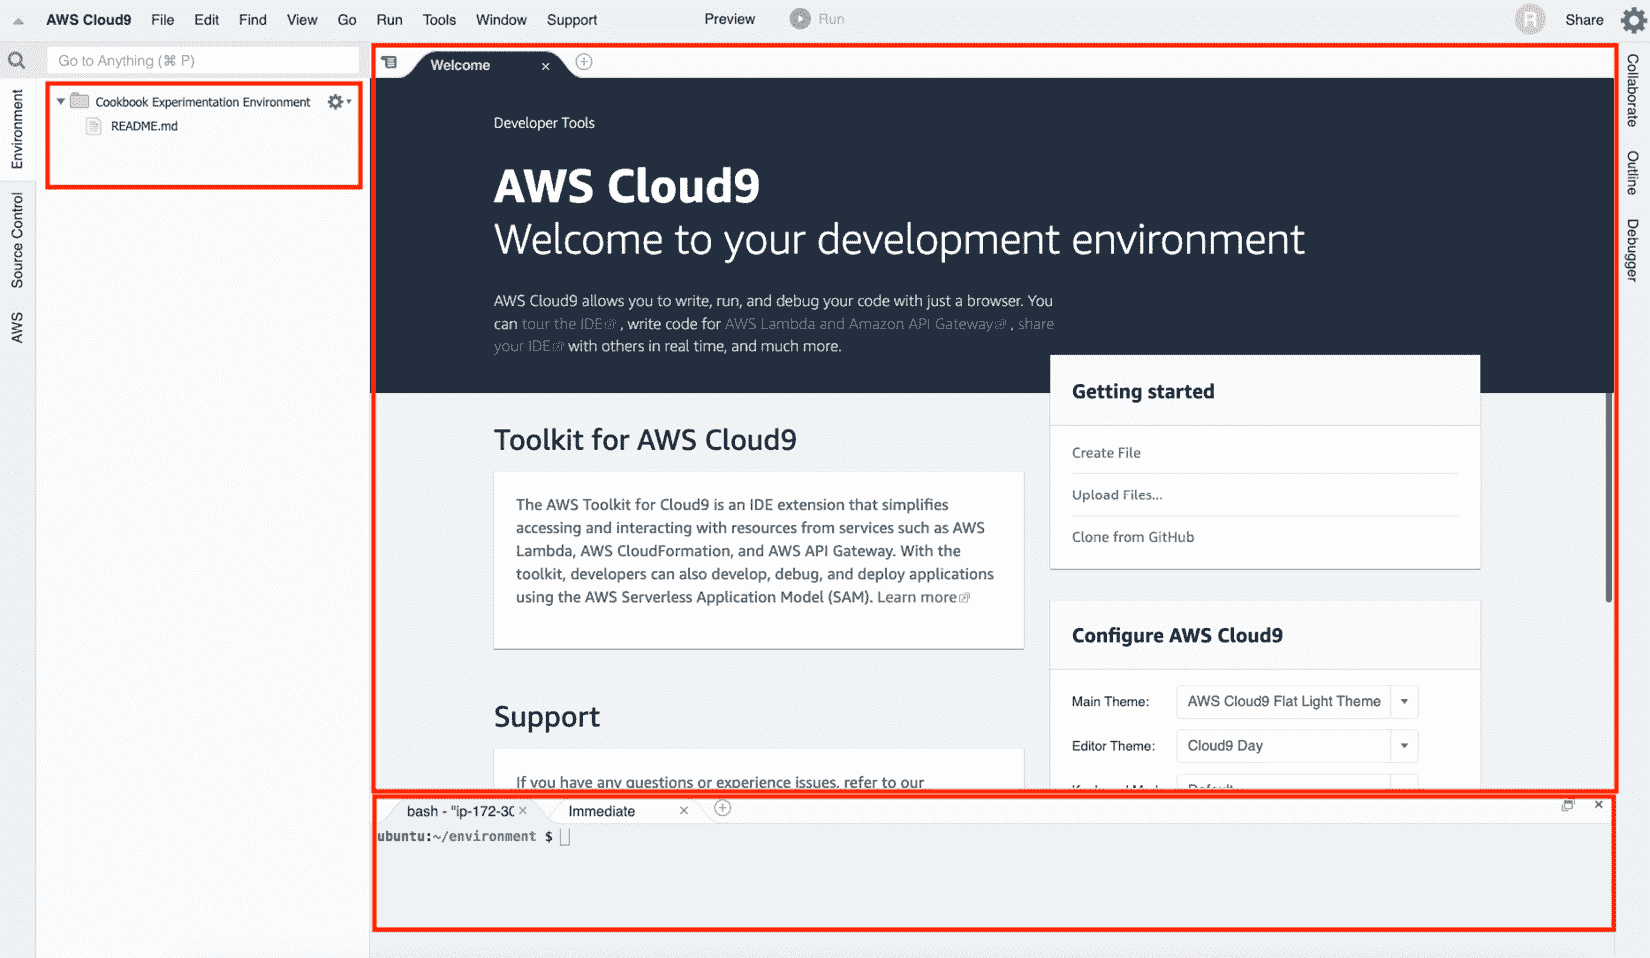 AWS Cloud9 File Edit Find View Go Run Tools Window Support Preview Run R Share
Go to Anything (⌘ P)
Environment
Source Control
AWS
Cookbook Experimentation Environment
README.md
Welcome
Developer Tools
AWS Cloud9
Welcome to your development environment
AWS Cloud9 allows you to write, run, and debug your code with just a browser. You
can tour the IDE, write code for AWS Lambda and Amazon API Gateway, share
your IDE with others in real time, and much more.
Toolkit for AWS Cloud9
The AWS Toolkit for Cloud9 is an IDE extension that simplifies
accessing and interacting with resources from services such as AWS
Lambda, AWS CloudFormation, and AWS API Gateway. With the
toolkit, developers can also develop, debug, and deploy applications
using the AWS Serverless Application Model (SAM). Learn more
Support
If you have any questions or experience issues, refer to our
Getting started
Create File
Upload Files...
Clone from GitHub
Configure AWS Cloud9
Main Theme: AWS Cloud9 Flat Light Theme
Editor Theme: Cloud9 Day
Default
bash - "ip-172-30 Immediate
ubuntu:~/environment $
Collaborate
Outline
Debugger